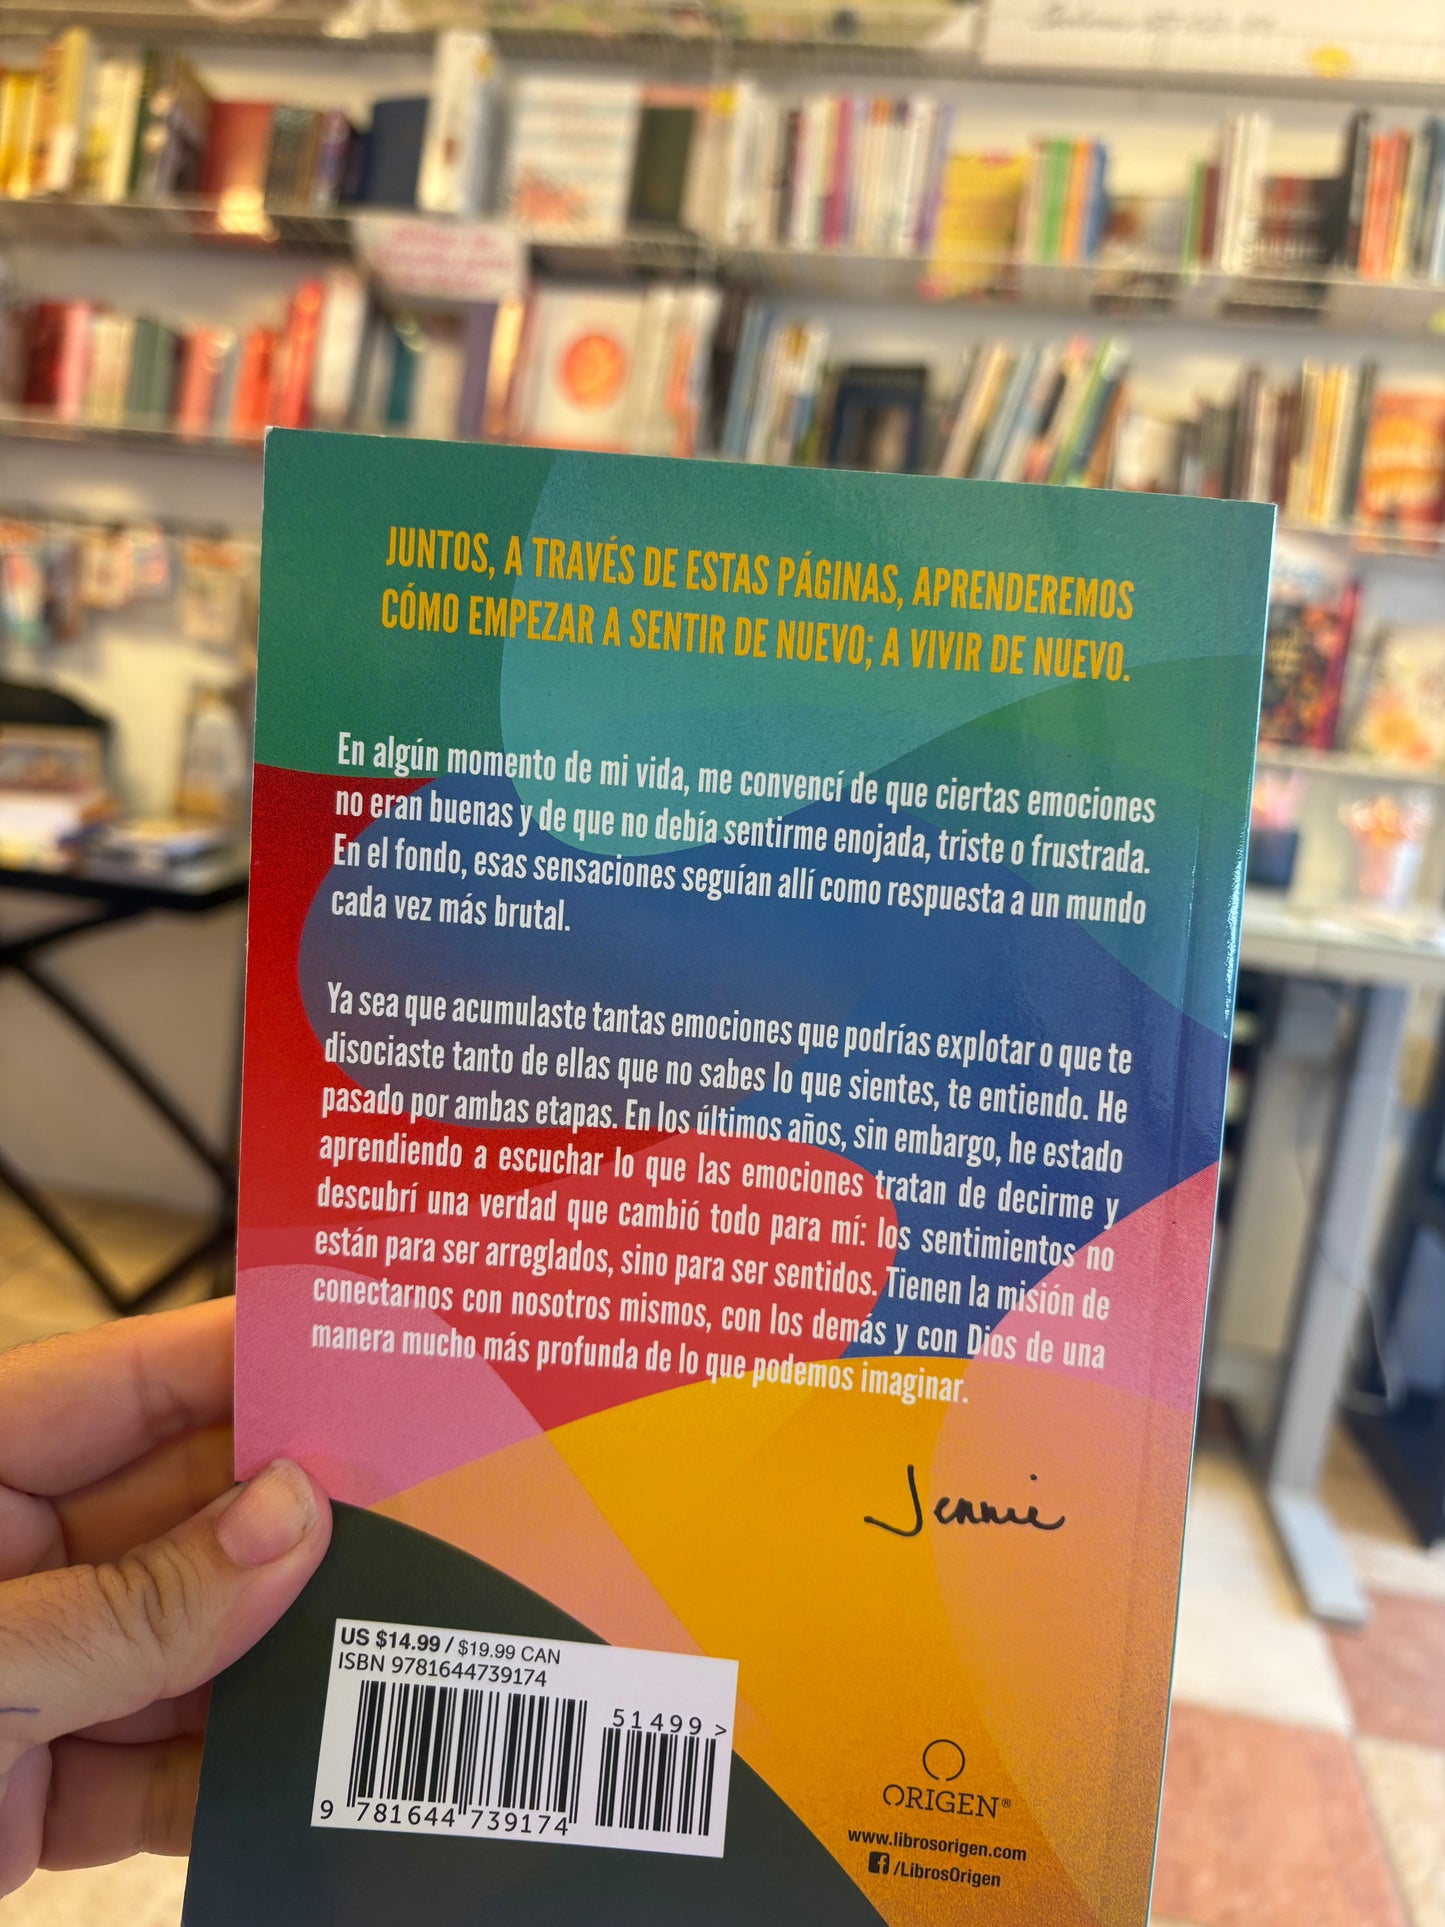 JUNTOS, A TRAVÉS DE ESTAS PÁGINAS, APRENDEREMOS
CÓMO EMPEZAR A SENTIR DE NUEVO; A VIVIR DE NUEVO.
En algún momento de mi vida, me convencí de que ciertas emociones
no eran buenas y de que no debía sentirme enojada, triste o frustrada.
En el fondo, esas sensaciones seguían allí como respuesta a un mundo
cada vez más brutal.
Ya sea que acumulaste tantas emociones que podrías explotar o que te
disociaste tanto de ellas que no sabes lo que sientes, te entiendo. He
pasado por ambas etapas. En los últimos años, sin embargo, he estado
aprendiendo a escuchar lo que las emociones tratan de decirme y
descubrí una verdad que cambió todo para mí: los sentimientos no
están para ser arreglados, sino para ser sentidos. Tienen la misión de
conectarnos con nosotros mismos, con los demás y con Dios de una
manera mucho más profunda de lo que podemos imaginar.
Jennie
US $14.99 / $19.99 CAN
ISBN 9781644739174
51499 >
9 781644 739174
ORIGEN®
www.librosorigen.com
/LibrosOrigen